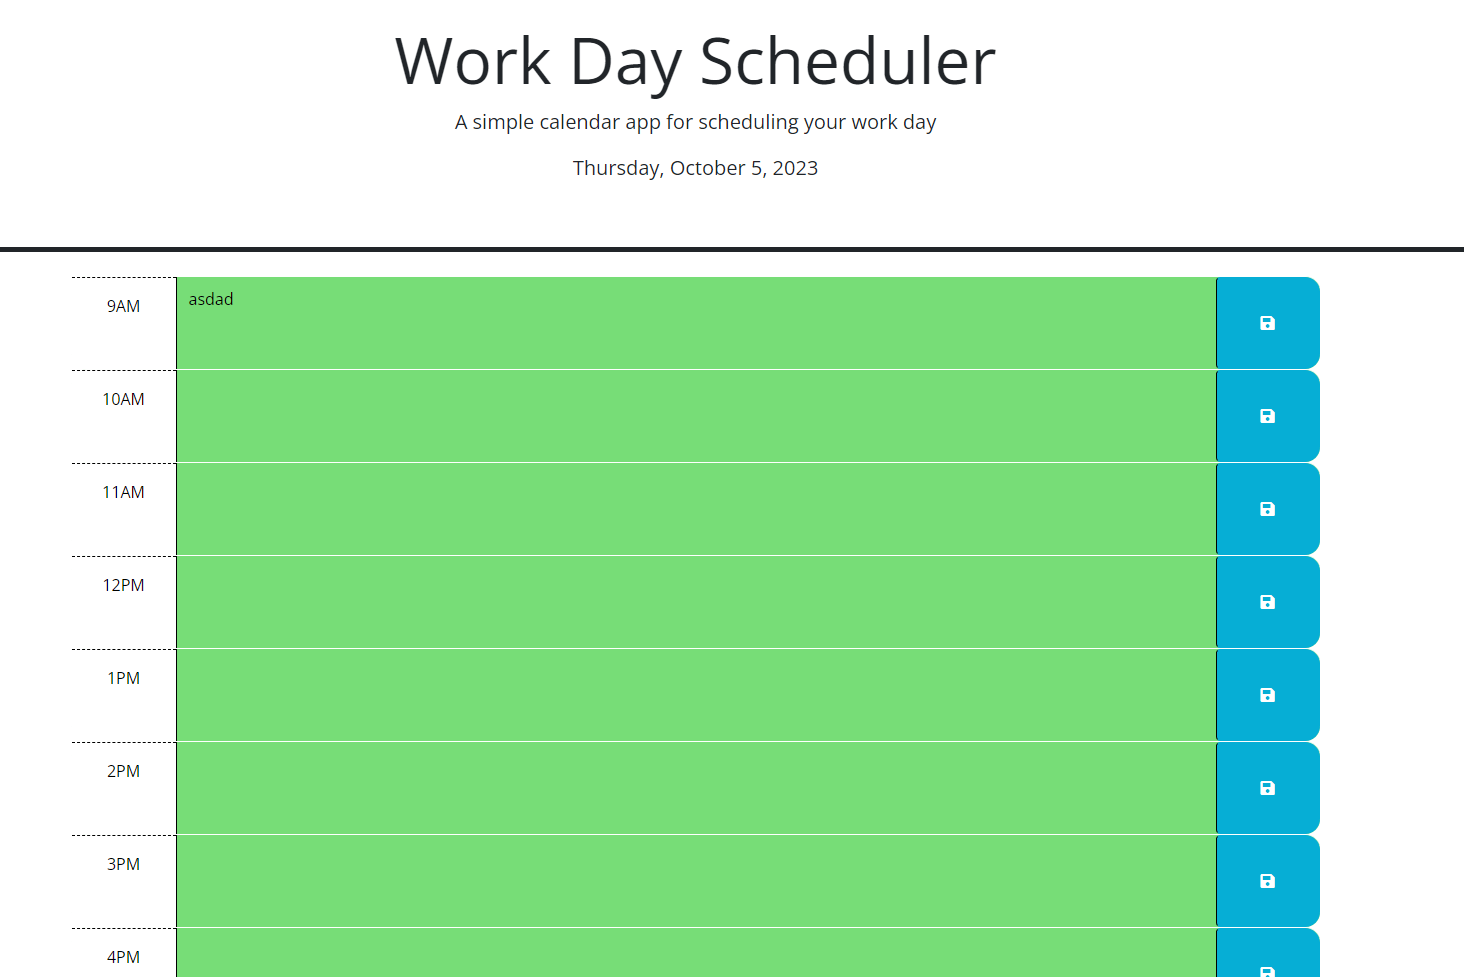 Work Day Scheduler
A simple calendar app for scheduling your work day
Thursday, October 5, 2023
9AM
asdad
10AM
11AM
12PM
1PM
2PM
3PM
4PM